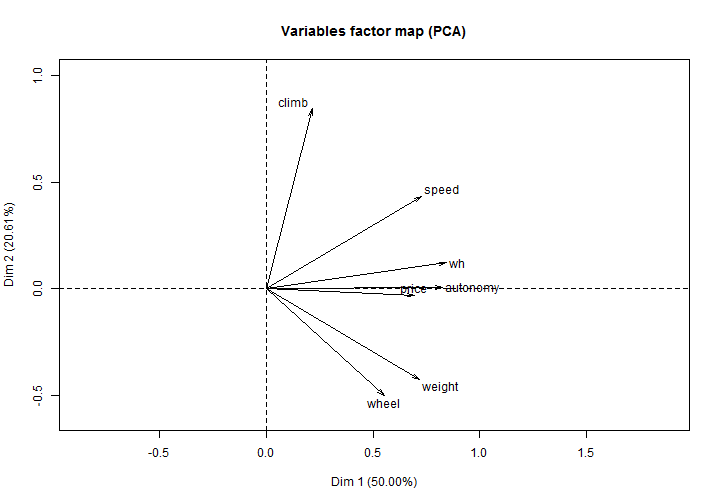 Variables factor map (PCA)
1.0
climb
0.5
speed
wh
0.0
price
autonomy
weight
wheel
-0.5
Dim 2 (20.61%)
-0.5
0.0
0.5
1.0
1.5
Dim 1 (50.00%)